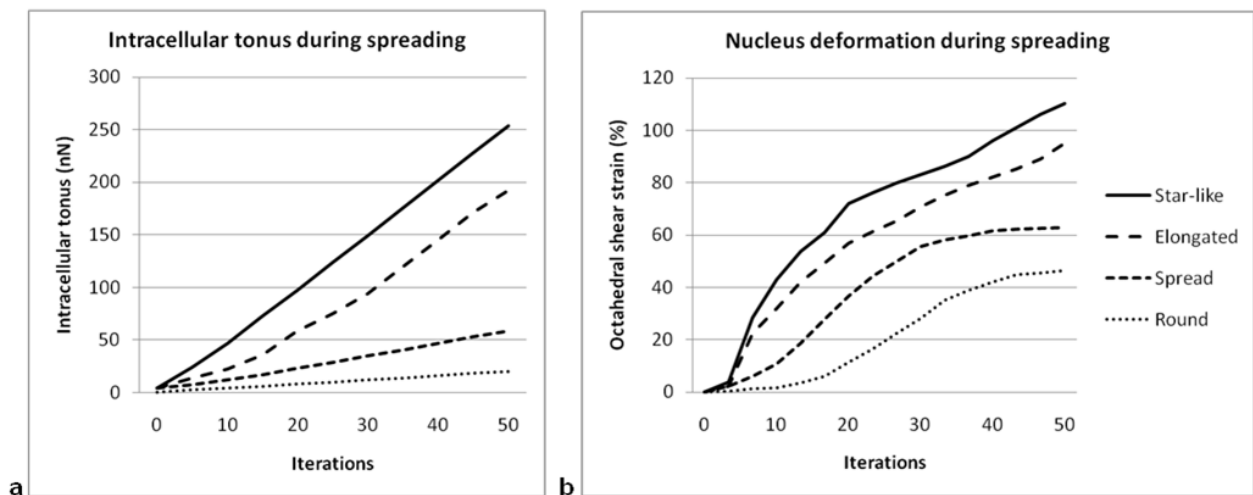 Intracellular tonus during spreading
Intracellular tonus (nN)
300
250
200
150
100
50
0
0 10 20 30 40 50
Iterations
a
Nucleus deformation during spreading
Octahedral shear strain (%)
120
100
80
60
40
20
0
0 10 20 30 40 50
Iterations
b
Star-like
Elongated
Spread
Round